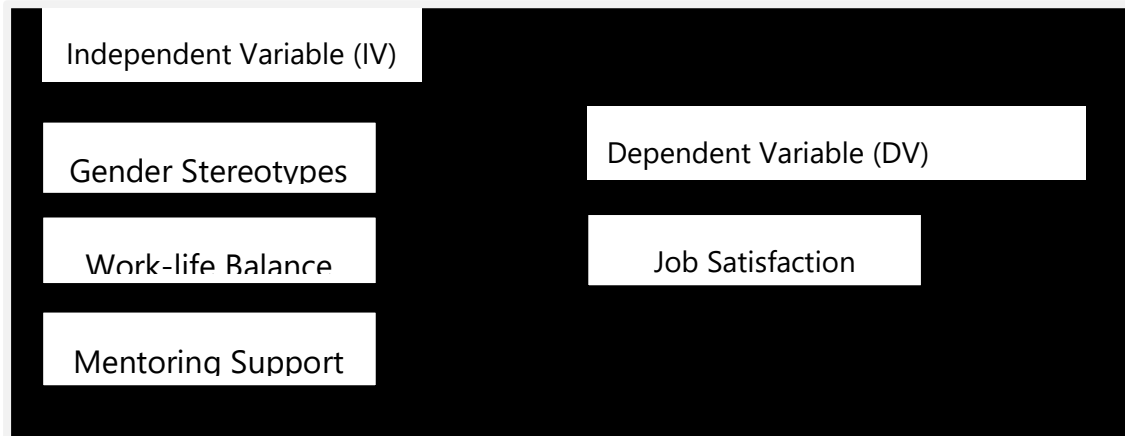 Independent Variable (IV)
Gender Stereotypes
Work-life Balance
Mentoring Support
Dependent Variable (DV)
Job Satisfaction